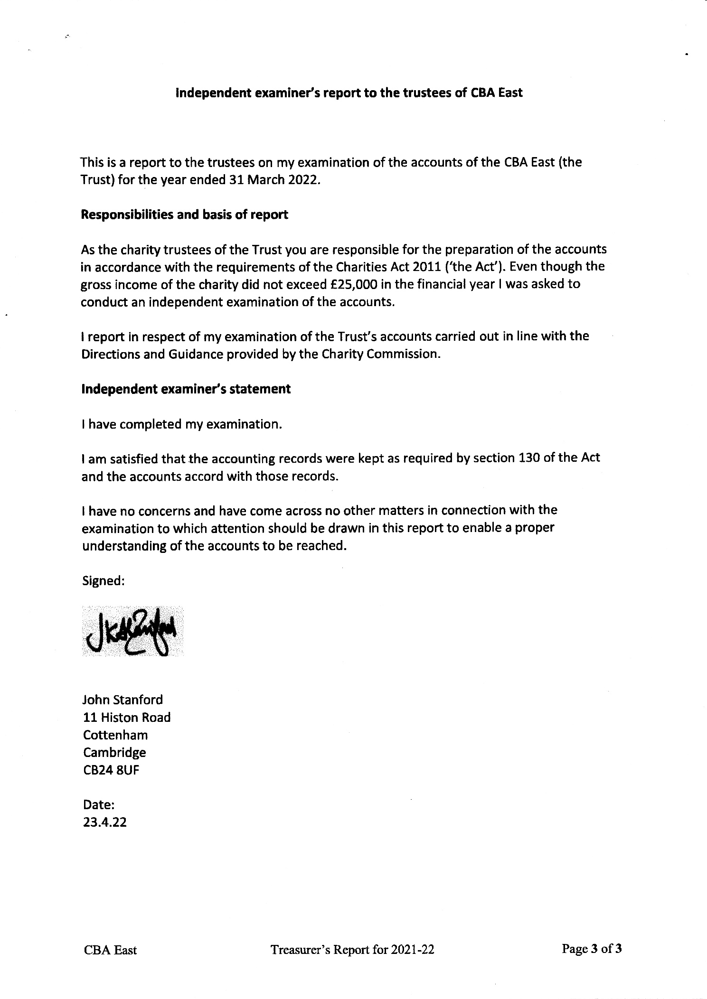 Independent examiner's report to the trustees of CBA East
This is a report to the trustees on my examination of the accounts of the CBA East (the
Trust) for the year ended 31 March 2022.
Responsibilities and basis of report
As the charity trustees of the Trust you are responsible for the preparation of the accounts
in accordance with the requirements of the Charities Act 2011 ('the Act'). Even though the
gross income of the charity did not exceed £25,000 in the financial year I was asked to
conduct an independent examination of the accounts.
I report in respect of my examination of the Trust's accounts carried out in line with the
Directions and Guidance provided by the Charity Commission.
Independent examiner's statement
I have completed my examination.
I am satisfied that the accounting records were kept as required by section 130 of the Act
and the accounts accord with those records.
I have no concerns and have come across no other matters in connection with the
examination to which attention should be drawn in this report to enable a proper
understanding of the accounts to be reached.
Signed:
John Stanford
11 Histon Road
Cottenham
Cambridge
CB24 8UF
Date:
23.4.22
CBA East Treasurer's Report for 2021-22 Page 3 of 3